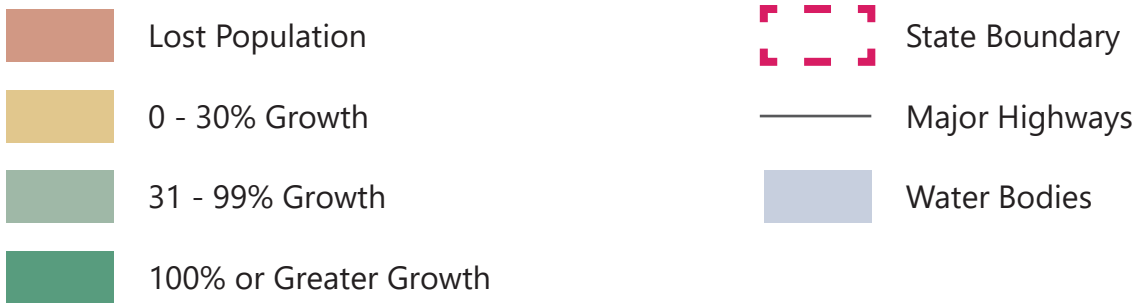 Lost Population
0 - 30% Growth
31 - 99% Growth
100% or Greater Growth
State Boundary
Major Highways
Water Bodies